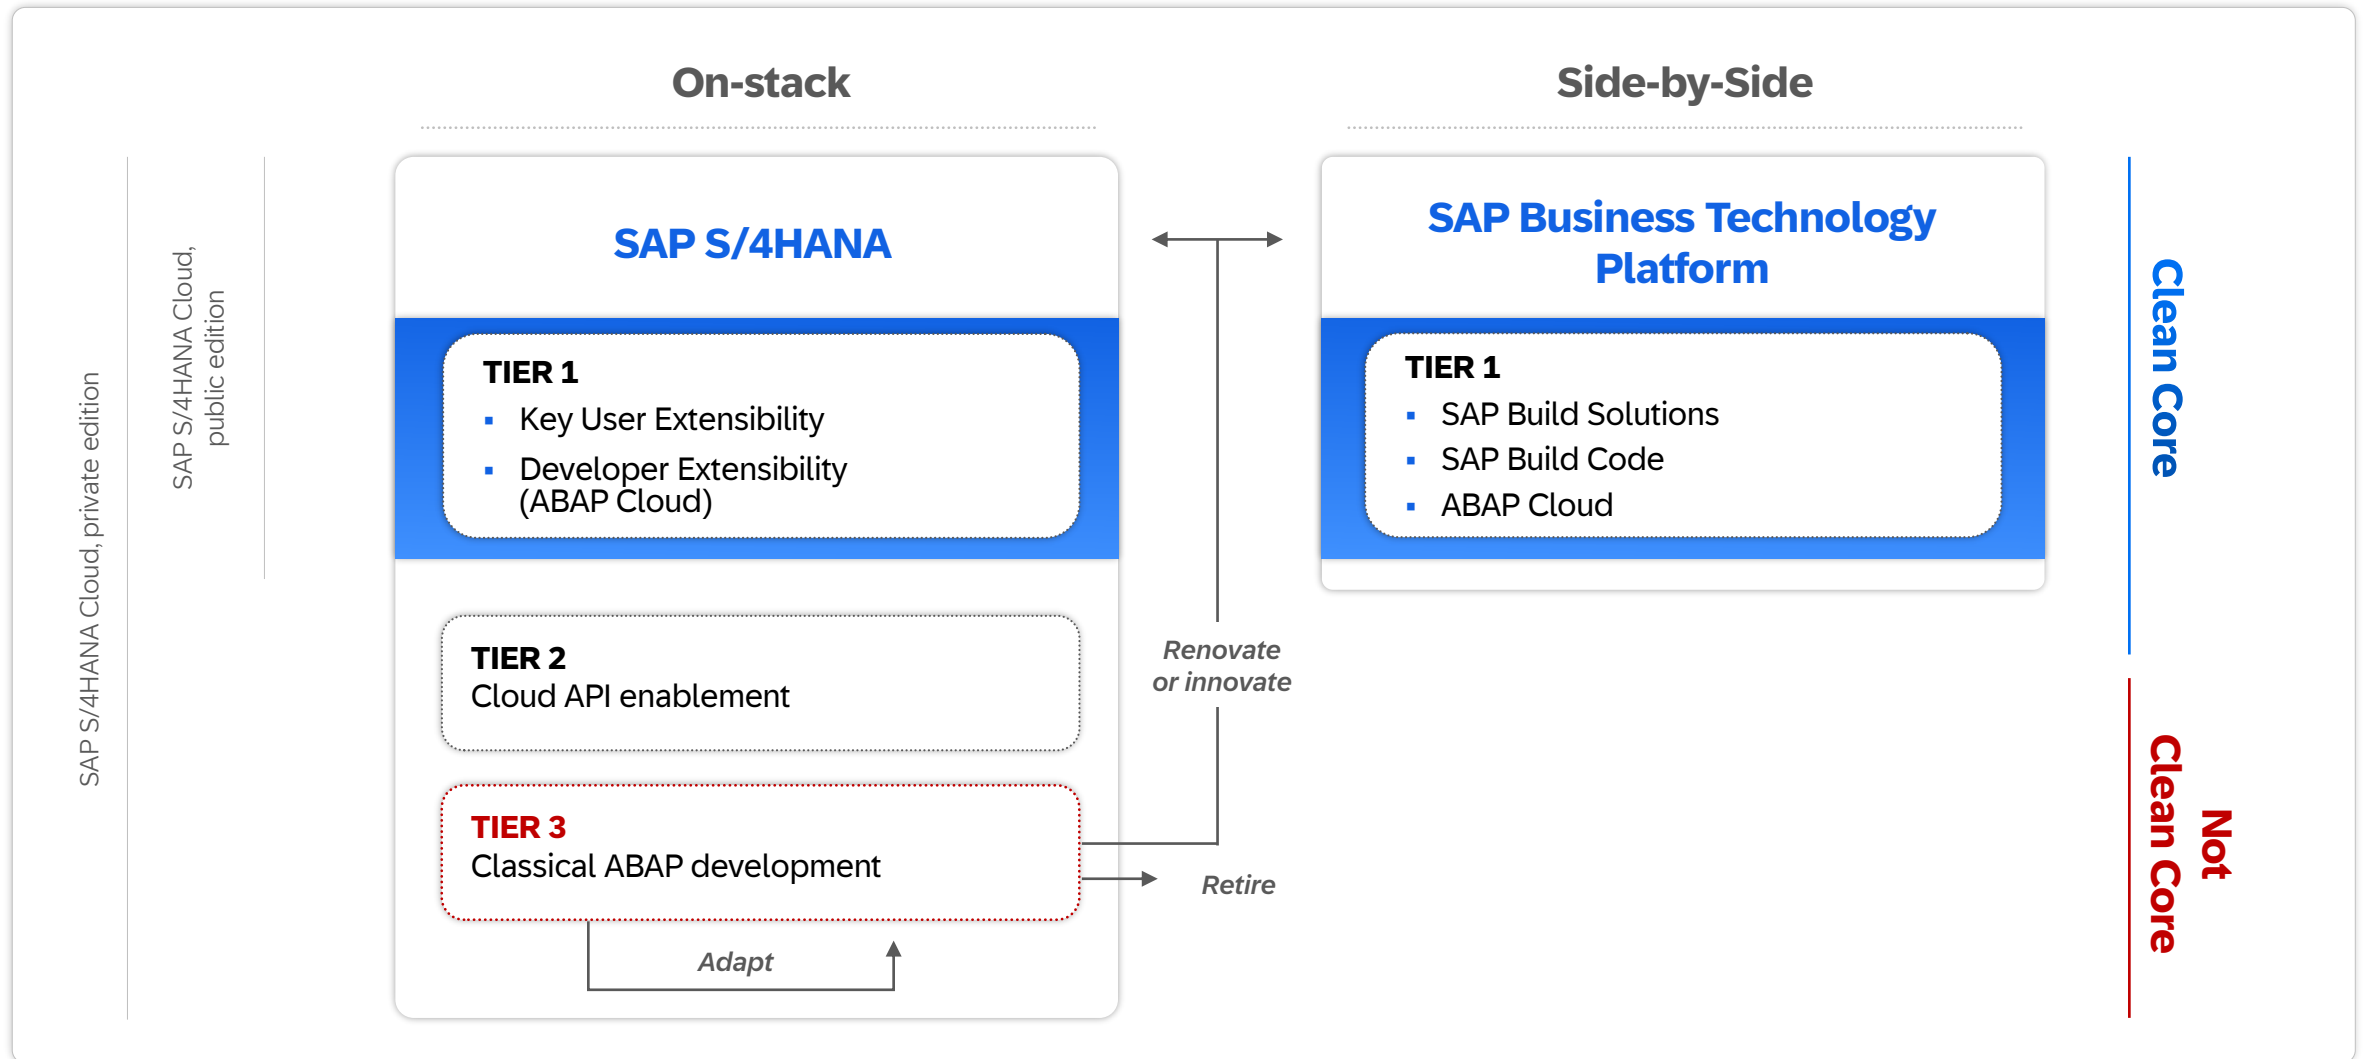 On-stack
Side-by-Side
SAP S/4HANA Cloud, private edition
SAP S/4HANA Cloud,
public edition
SAP S/4HANA
TIER 1
▪ Key User Extensibility
▪ Developer Extensibility
(ABAP Cloud)
TIER 2
Cloud API enablement
TIER 3
Classical ABAP development
Adapt
Renovate
or innovate
Retire
SAP Business Technology
Platform
TIER 1
▪ SAP Build Solutions
▪ SAP Build Code
▪ ABAP Cloud
Clean Core
Not
Clean Core